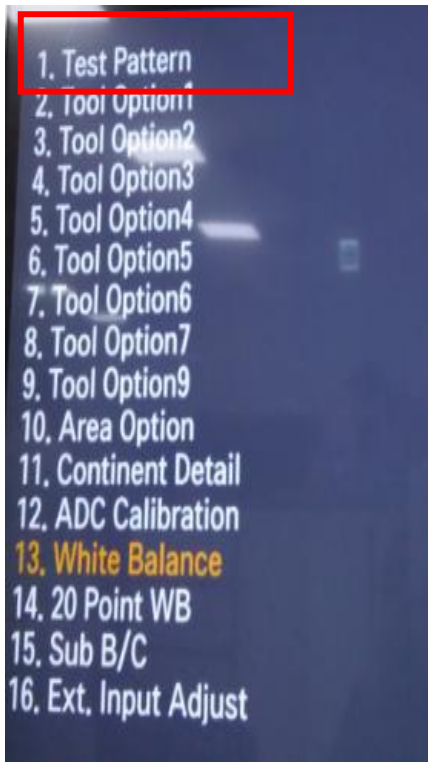 1. Test Pattern
2. Tool Option1
3. Tool Option2
4. Tool Option3
5. Tool Option4
6. Tool Option5
7. Tool Option6
8. Tool Option7
9. Tool Option9
10. Area Option
11. Continent Detail
12. ADC Calibration
13. White Balance
14. 20 Point WB
15. Sub B/C
16. Ext. Input Adjust